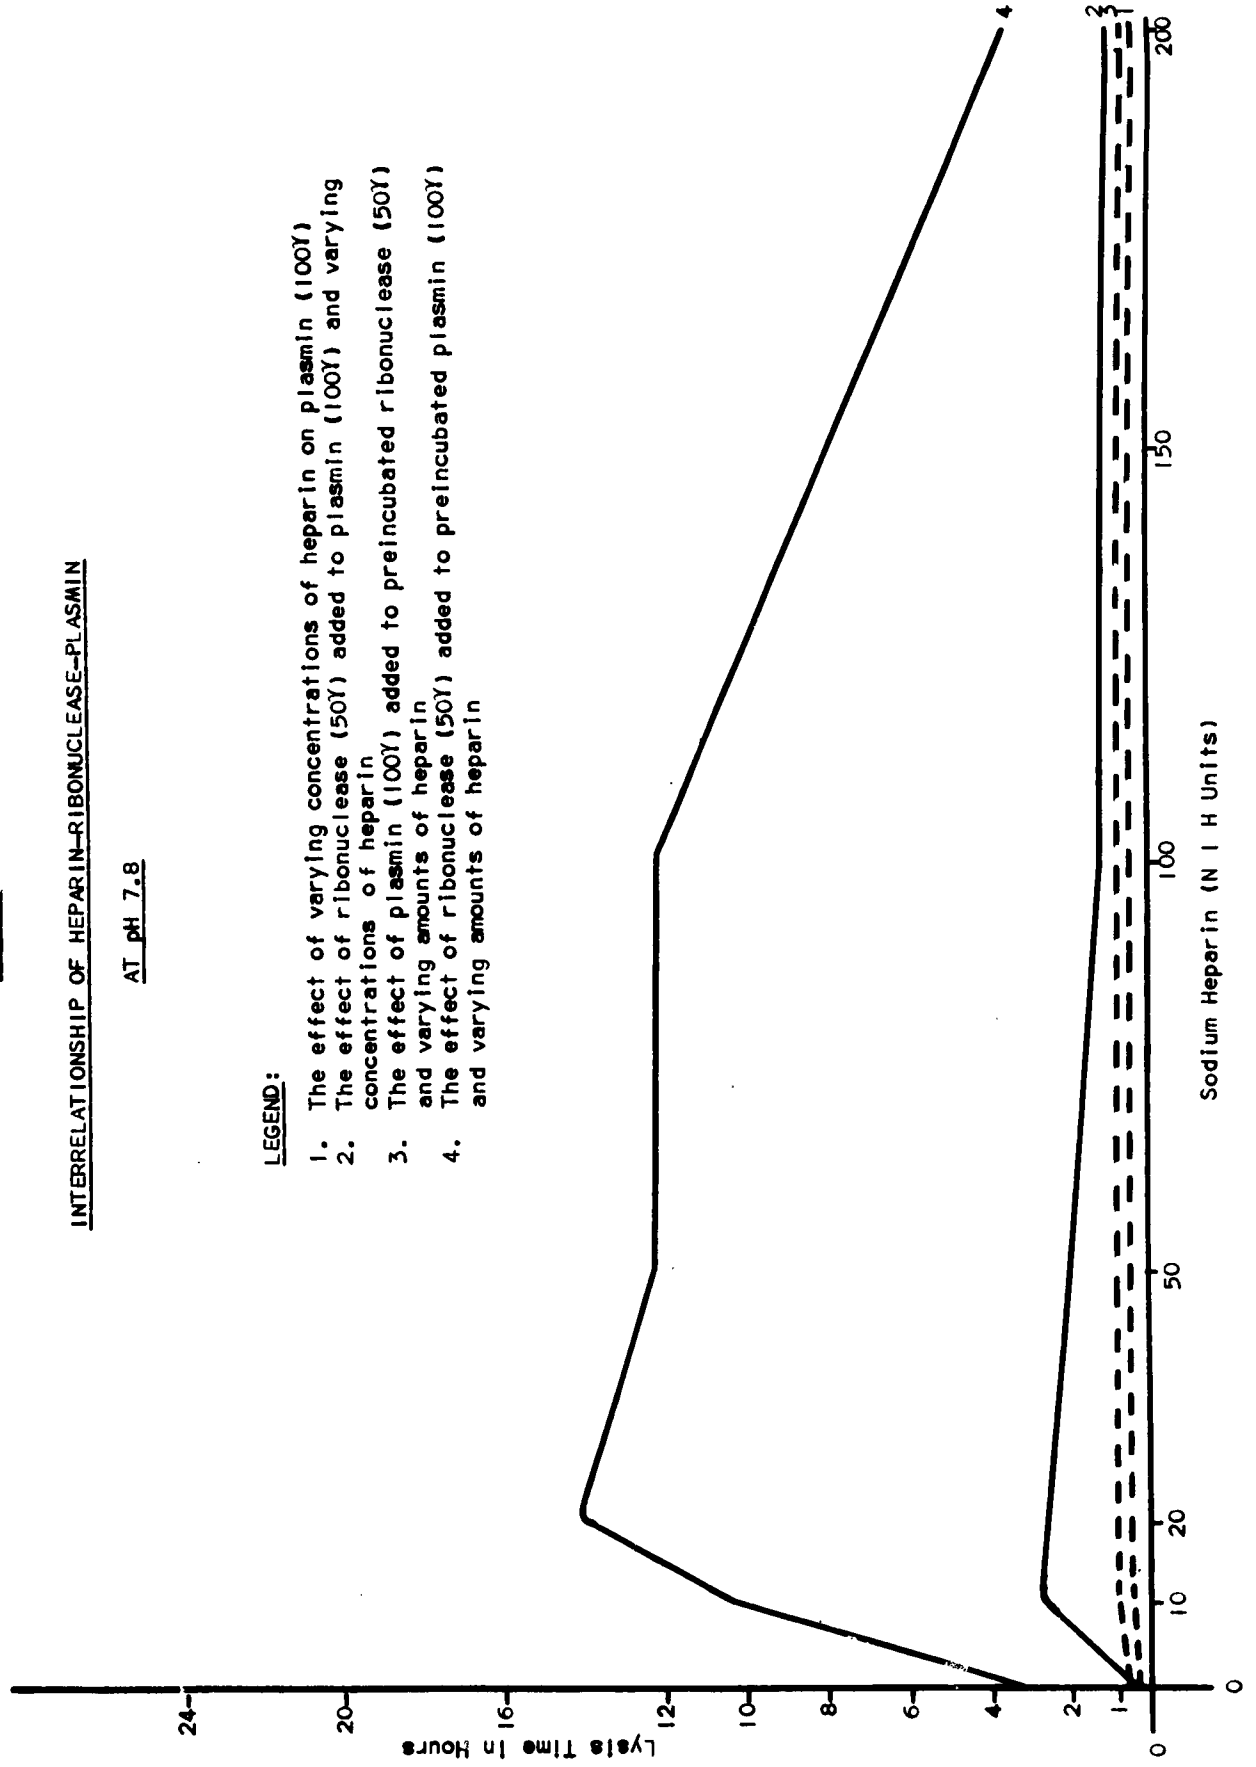 INTERRELATIONSHIP OF HEPARIN-RIBONUCLEASE-PLASMIN
AT pH 7.8
LEGEND:
1. The effect of varying concentrations of heparin on plasmin (100γ)
2. The effect of ribonuclease (50γ) added to plasmin (100γ) and varying
concentrations of heparin
3. The effect of plasmin (100γ) added to preincubated ribonuclease (50γ)
and varying amounts of heparin
4. The effect of ribonuclease (50γ) added to preincubated plasmin (100γ)
and varying amounts of heparin
Lysis Time in Hours
24
20
16
12
10
8
6
4
2
1
0
4
2
3
1
0
10
20
50
100
150
200
Sodium Heparin (N I H Units)